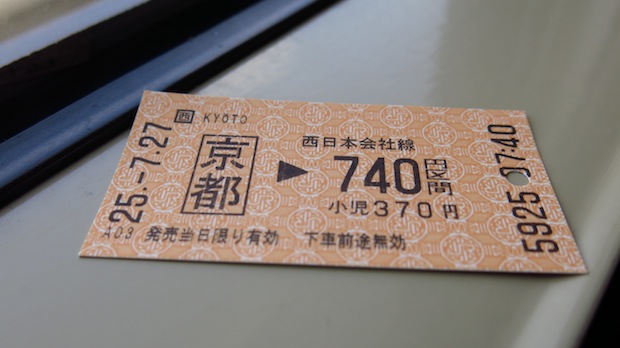 西 KYOTO
西日本会社線
京都 ▶ 740円区間
小児370円
A03 発売当日限り有効 下車前途無効
25.-7.27
5925 07:40